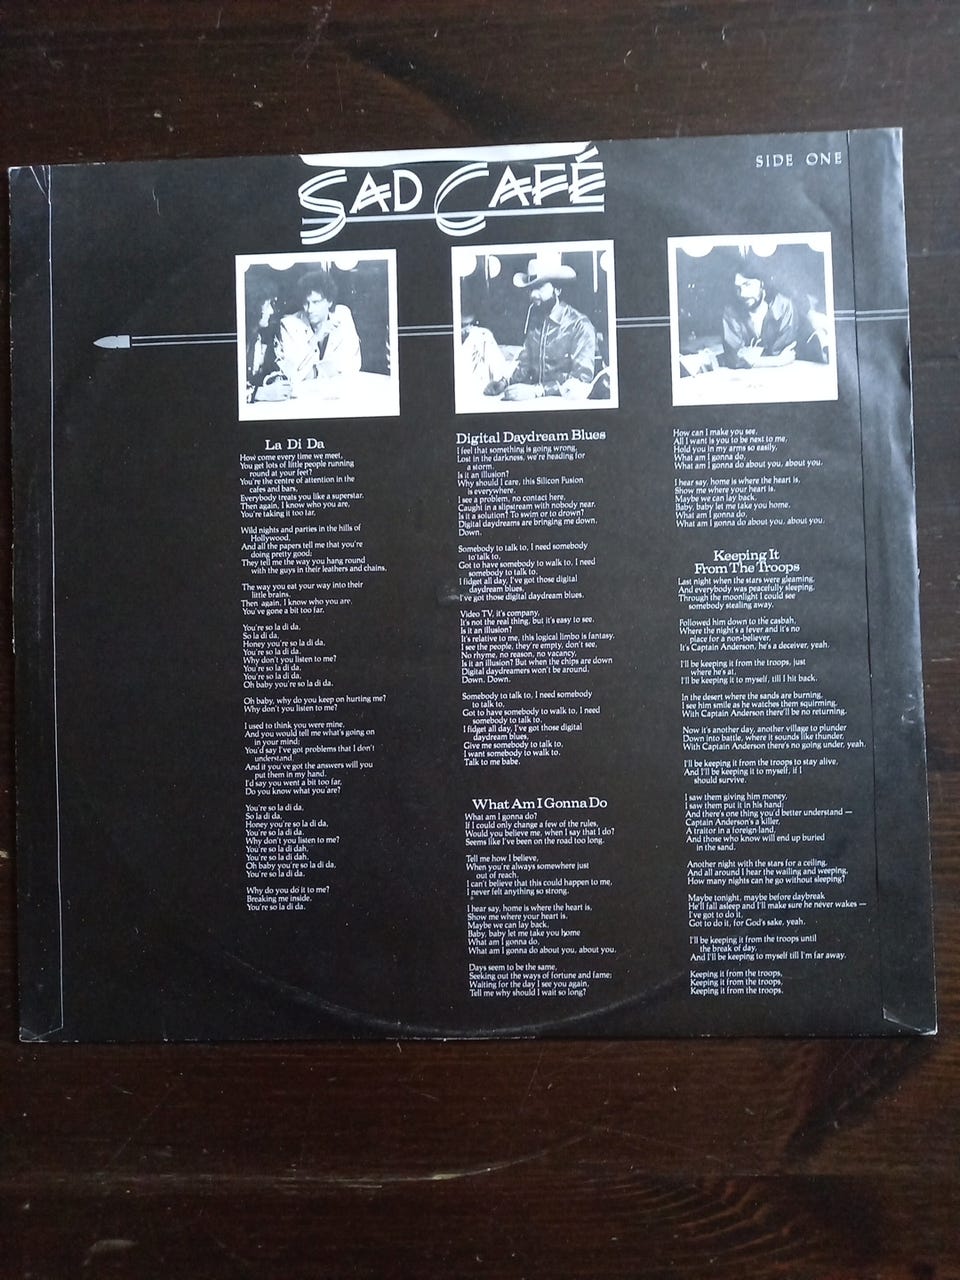 SAD CAFÉ
SIDE ONE
La Di Da
How come every time we meet,
You get lots of little people running
round at your feet?
You're the centre of attention in the
cafes and bars,
Everybody treats you like a superstar.
Then again, I know who you are,
You're taking it too far.
Wild nights and parties in the hills of
Hollywood,
And all the papers tell me that you're
doing pretty good;
They tell me the way you hang round
with the guys in their leathers and chains.
The way you eat your way into their
little brains.
Then again, I know who you are.
You've gone a bit too far.
You're so la di da,
So la di da,
Honey you're so la di da,
You're so la di da.
Why don't you listen to me?
You're so la di da,
You're so la di da,
Oh baby you're so la di da.
Oh baby, why do you keep on hurting me?
Why don't you listen to me?
I used to think you were mine,
And you would tell me what's going on
in your mind;
You'd say I've got problems that I don't
understand,
And if you've got the answers will you
put them in my hand.
I'd say you went a bit too far,
Do you know what you are?
You're so la di da,
So la di da,
Honey you're so la di da,
You're so la di da.
Why don't you listen to me?
You're so la di dah,
You're so la di dah.
Oh baby you're so la di da,
You're so la di da.
Why do you do it to me?
Breaking me inside.
You're so la di da.
Digital Daydream Blues
I feel that something is going wrong,
Lost in the darkness, we're heading for
a storm.
Is it an illusion?
Why should I care, this Silicon Fusion
is everywhere.
I see a problem, no contact here,
Caught in a slipstream with nobody near.
Is it a solution? To swim or to drown?
Digital daydreams are bringing me down,
Down.
Somebody to talk to, I need somebody
to talk to,
Got to have somebody to walk to, I need
somebody to talk to.
I fidget all day, I've got those digital
daydream blues,
I've got those digital daydream blues.
Video TV, it's company,
It's not the real thing, but it's easy to see.
Is it an illusion?
It's relative to me, this logical limbo is fantasy.
I see the people, they're empty, don't see,
No rhyme, no reason, no vacancy,
Is it an illusion? But when the chips are down
Digital daydreamers won't be around.
Down, Down.
Somebody to talk to, I need somebody
to talk to,
Got to have somebody to walk to, I need
somebody to talk to.
I fidget all day, I've got those digital
daydream blues,
Give me somebody to talk to,
I want somebody to walk to,
Talk to me babe.
What Am I Gonna Do
What am I gonna do?
If I could only change a few of the rules,
Would you believe me, when I say that I do?
Seems like I've been on the road too long.
Tell me how I believe,
When you're always somewhere just
out of reach.
I can't believe that this could happen to me,
I never felt anything so strong.
I hear say, home is where the heart is,
Show me where your heart is.
Maybe we can lay back,
Baby, baby let me take you home
What am I gonna do,
What am I gonna do about you, about you.
Days seem to be the same,
Seeking out the ways of fortune and fame;
Waiting for the day I see you again,
Tell me why should I wait so long?
How can I make you see,
All I want is you to be next to me,
Hold you in my arms so easily,
What am I gonna do,
What am I gonna do about you, about you.
I hear say, home is where the heart is,
Show me where your heart is.
Maybe we can lay back,
Baby, baby let me take you home.
What am I gonna do,
What am I gonna do about you, about you.
Keeping It
From The Troops
Last night when the stars were gleaming,
And everybody was peacefully sleeping,
Through the moonlight I could see
somebody stealing away.
Followed him down to the casbah,
Where the night's a fever and it's no
place for a non-believer,
It's Captain Anderson, he's a deceiver, yeah.
I'll be keeping it from the troops, just
where he's at,
I'll be keeping it to myself, till I hit back.
In the desert where the sands are burning,
I see him smile as he watches them squirming,
With Captain Anderson there'll be no returning.
Now it's another day, another village to plunder
Down into battle, where it sounds like thunder,
With Captain Anderson there's no going under, yeah.
I'll be keeping it from the troops to stay alive,
And I'll be keeping it to myself, if I
should survive.
I saw them giving him money,
I saw them put it in his hand;
And there's one thing you'd better understand —
Captain Anderson's a killer,
A traitor in a foreign land,
And those who know will end up buried
in the sand.
Another night with the stars for a ceiling,
And all around I hear the wailing and weeping,
How many nights can he go without sleeping?
Maybe tonight, maybe before daybreak
He'll fall asleep and I'll make sure he never wakes —
I've got to do it,
Got to do it, for God's sake, yeah.
I'll be keeping it from the troops until
the break of day,
And I'll be keeping to myself till I'm far away.
Keeping it from the troops,
Keeping it from the troops,
Keeping it from the troops.